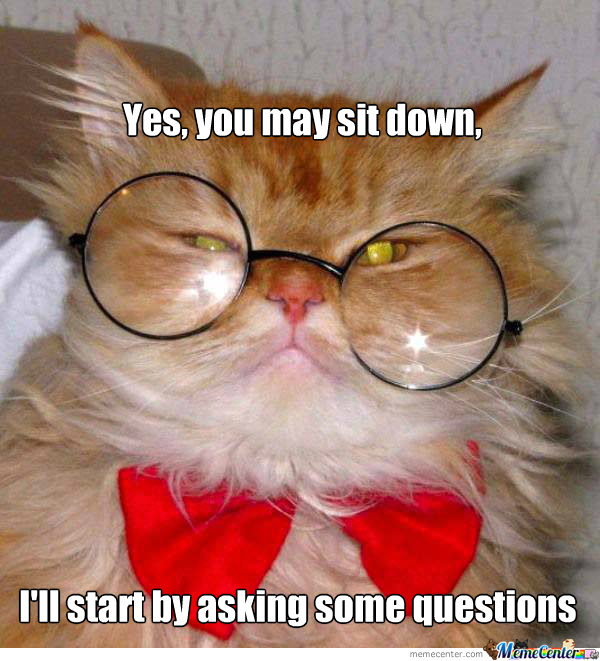 Yes, you may sit down,
I'll start by asking some questions
memecenter.com MemeCenter